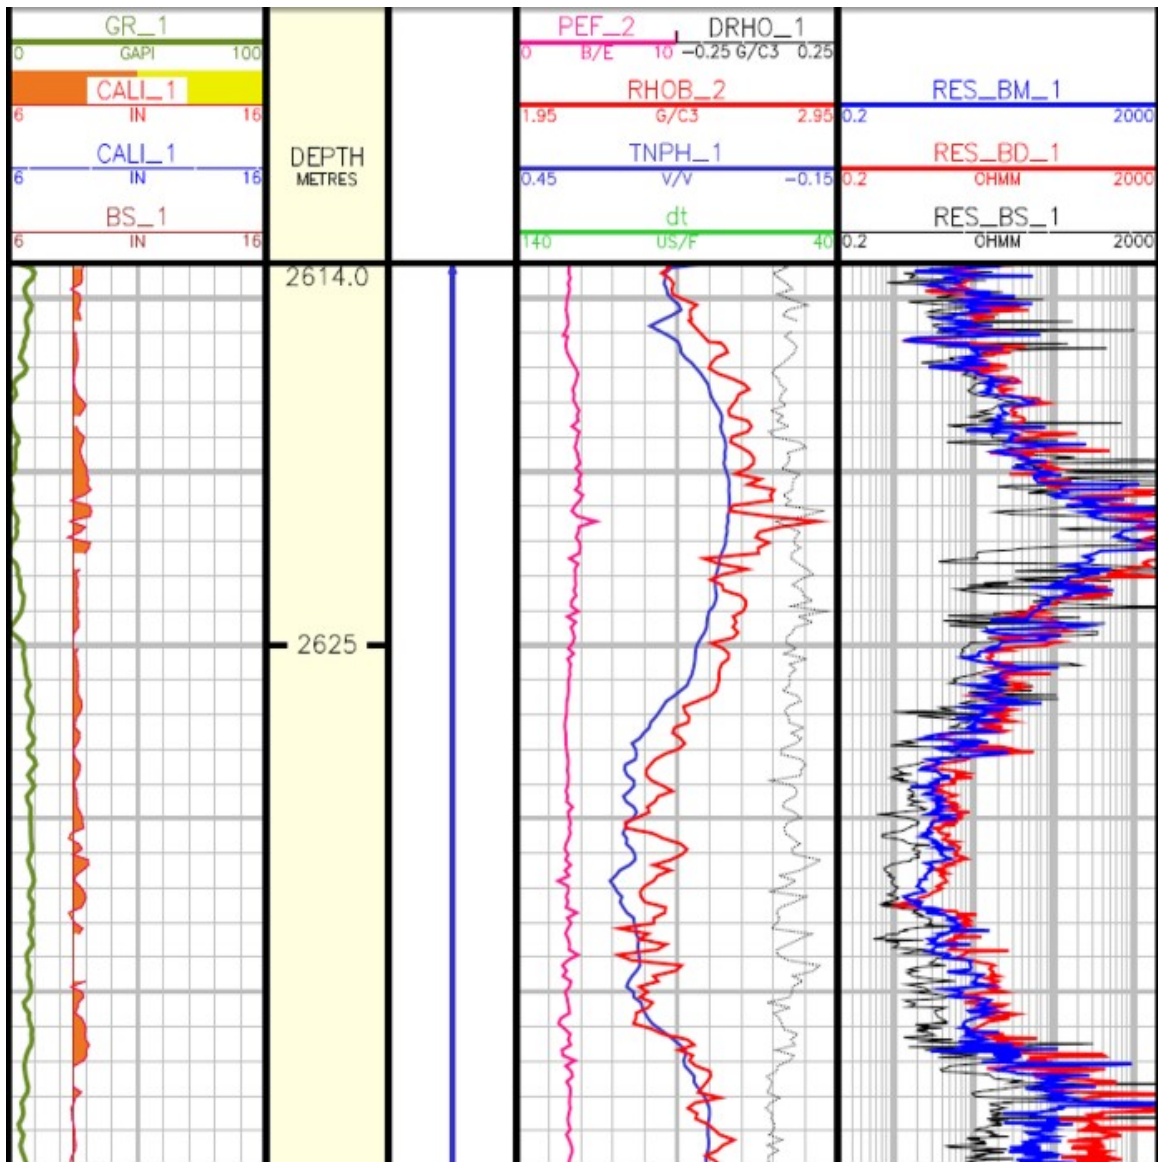 GR_1
0 GAPI 100
CALI_1
6 IN 16
CALI_1
6 IN 16
BS_1
6 IN 16
DEPTH
METRES
PEF_2 DRHO_1
0 B/E 10 -0.25 G/C3 0.25
RHOB_2
1.95 G/C3 2.95
TNPH_1
0.45 V/V -0.15
dt
140 US/F 40
RES_BM_1
0.2 2000
RES_BD_1
0.2 OHMM 2000
RES_BS_1
0.2 OHMM 2000
2614.0
2625